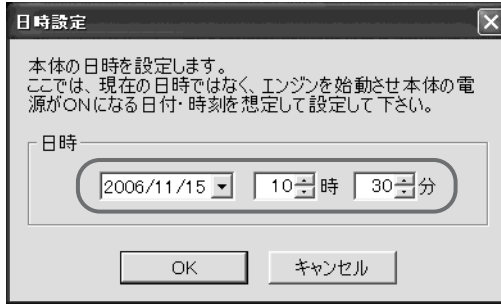 日時設定
本体の日時を設定します。
ここでは、現在の日時ではなく、エンジンを始動させ本体の電
源がONになる日付・時刻を想定して設定して下さい。
日時
2006/11/15 10 時 30 分
OK キャンセル